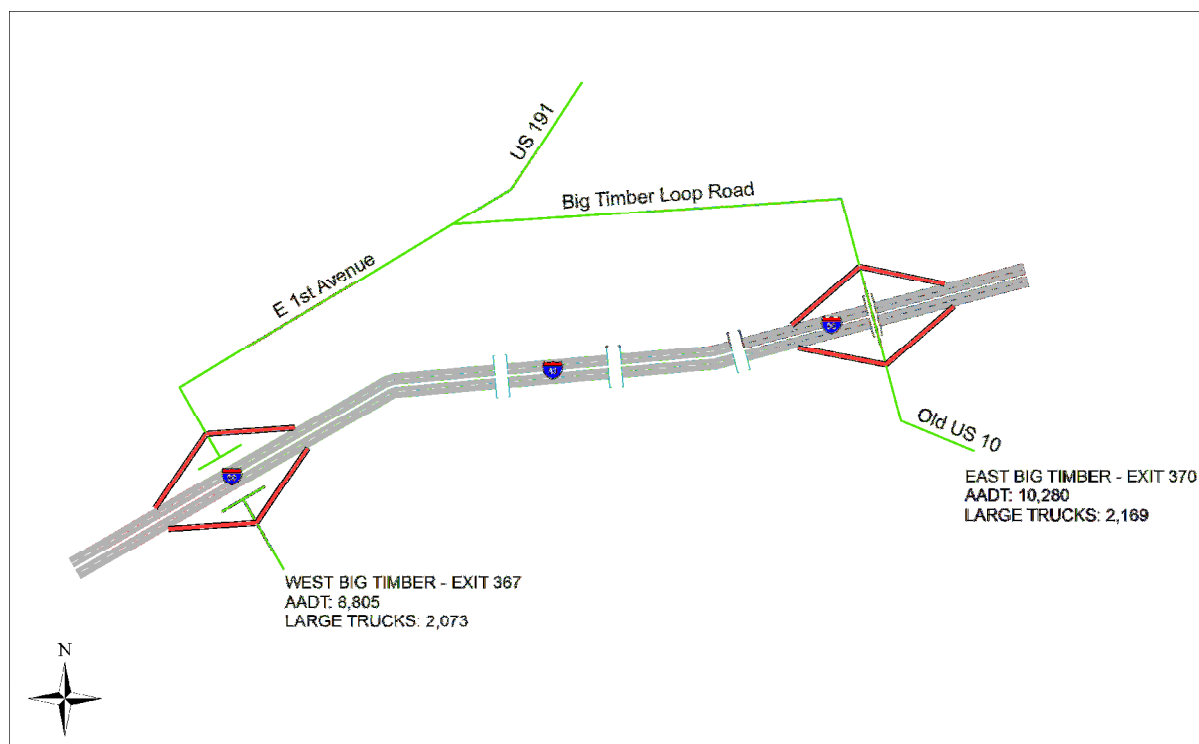 US 191
Big Timber Loop Road
E 1st Avenue
Old US 10
EAST BIG TIMBER - EXIT 370
AADT: 10,280
LARGE TRUCKS: 2,169
WEST BIG TIMBER - EXIT 367
AADT: 8,805
LARGE TRUCKS: 2,073
N